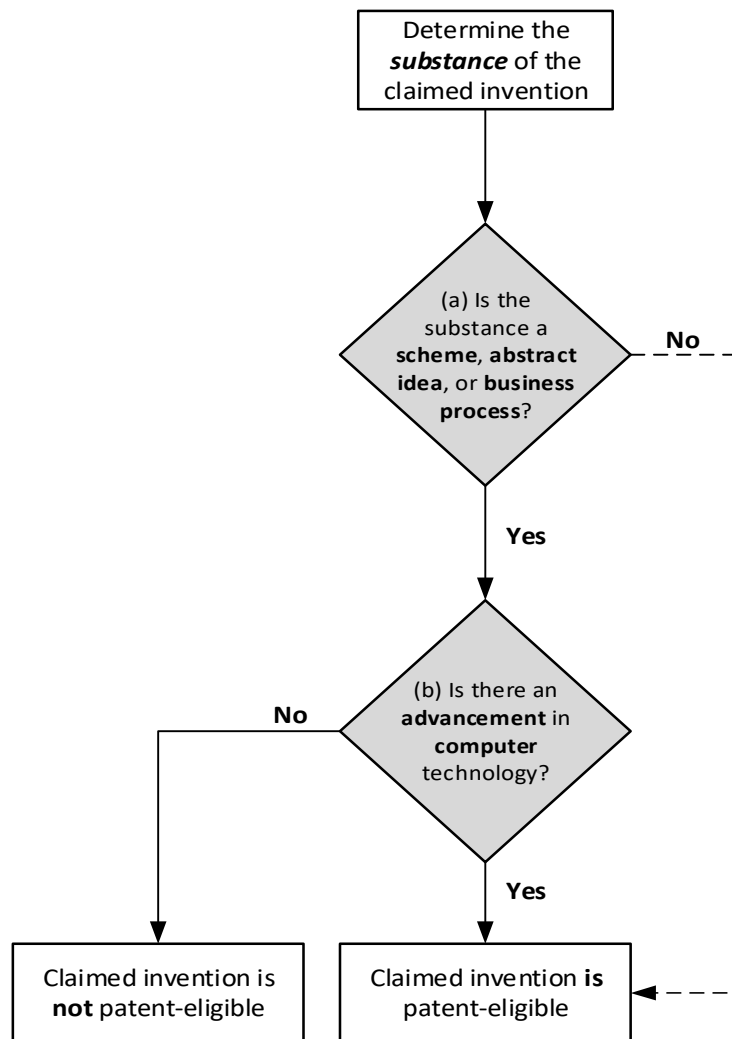 Determine the
substance of the
claimed invention
(a) Is the
substance a
scheme, abstract
idea, or business
process?
No
Yes
(b) Is there an
advancement in
computer
technology?
No
Yes
Claimed invention is
not patent-eligible
Claimed invention is
patent-eligible